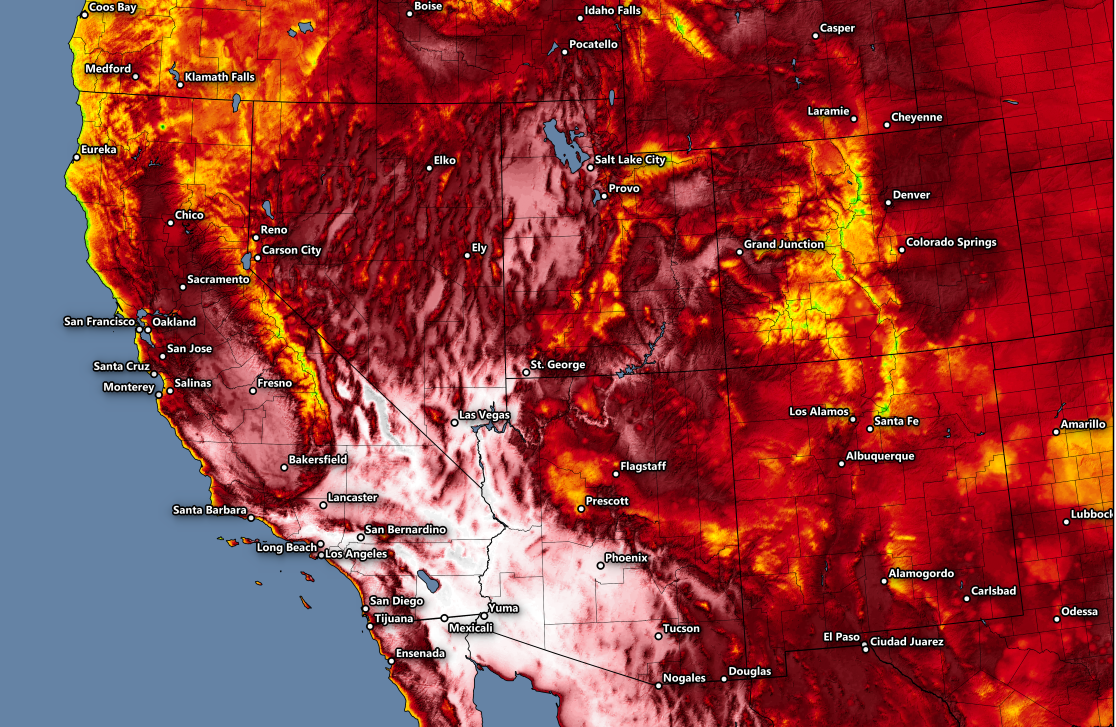 Coos Bay
Boise
Idaho Falls
Casper
Pocatello
Medford
Klamath Falls
Laramie
Cheyenne
Eureka
Elko
Salt Lake City
Provo
Denver
Chico
Reno
Carson City
Ely
Grand Junction
Colorado Springs
Sacramento
San Francisco
Oakland
San Jose
Santa Cruz
St. George
Monterey
Salinas
Fresno
Las Vegas
Los Alamos
Santa Fe
Amarillo
Bakersfield
Flagstaff
Albuquerque
Lancaster
Prescott
Santa Barbara
Lubbock
San Bernardino
Long Beach
Los Angeles
Phoenix
Alamogordo
Carlsbad
San Diego
Yuma
Odessa
Tijuana
Mexicali
Tucson
El Paso
Ciudad Juarez
Ensenada
Nogales
Douglas